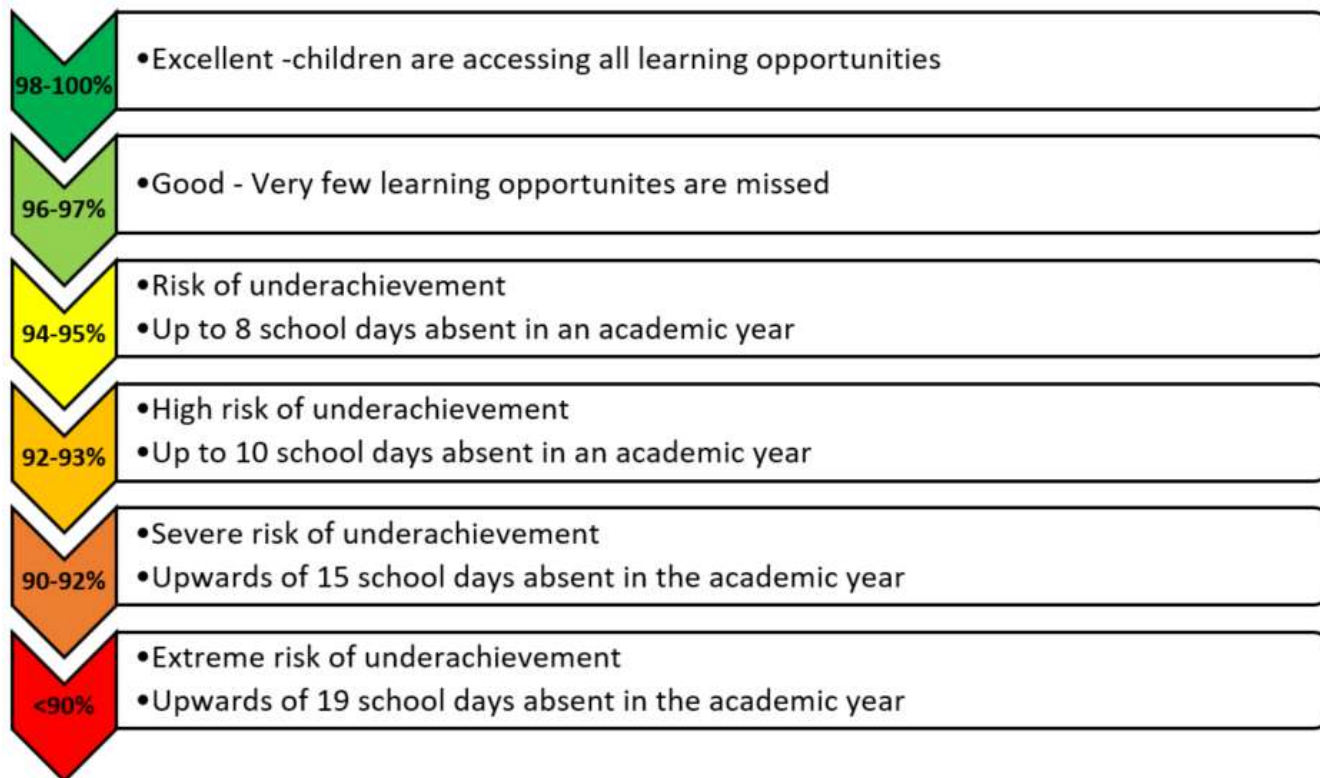 98-100%
•Excellent -children are accessing all learning opportunities
96-97%
•Good - Very few learning opportunites are missed
94-95%
•Risk of underachievement
•Up to 8 school days absent in an academic year
92-93%
•High risk of underachievement
•Up to 10 school days absent in an academic year
90-92%
•Severe risk of underachievement
•Upwards of 15 school days absent in the academic year
<90%
•Extreme risk of underachievement
•Upwards of 19 school days absent in the academic year